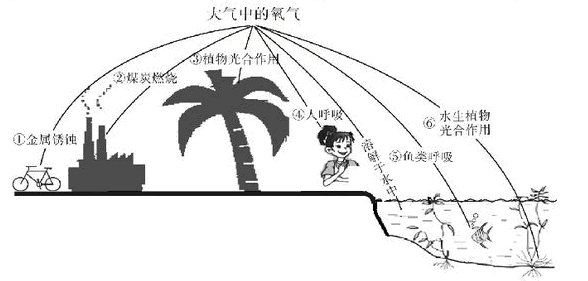 大气中的氧气
③植物光合作用
②煤炭燃烧
④人呼吸
⑥水生植物
光合作用
①金属锈蚀
溶解于水中
⑤鱼类呼吸